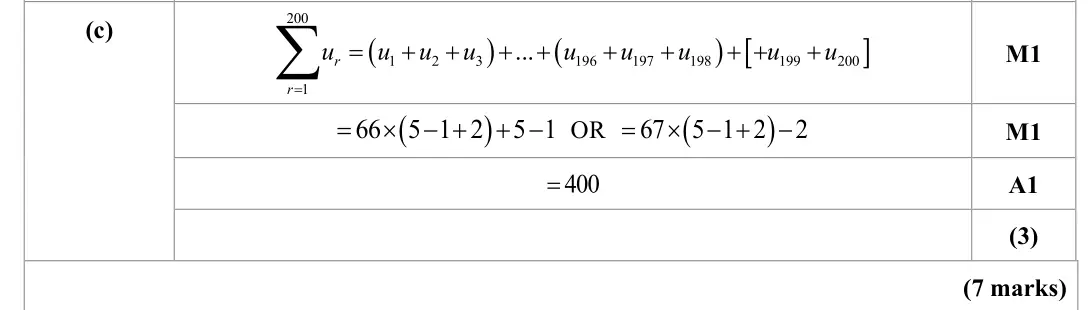 (c)
200
∑ u_r = (u_1 + u_2 + u_3) + ... + (u_196 + u_197 + u_198) + [+u_199 + u_200]
r=1
M1
= 66×(5−1+2)+5−1 OR = 67×(5−1+2)−2
M1
= 400
A1
(3)
(7 marks)